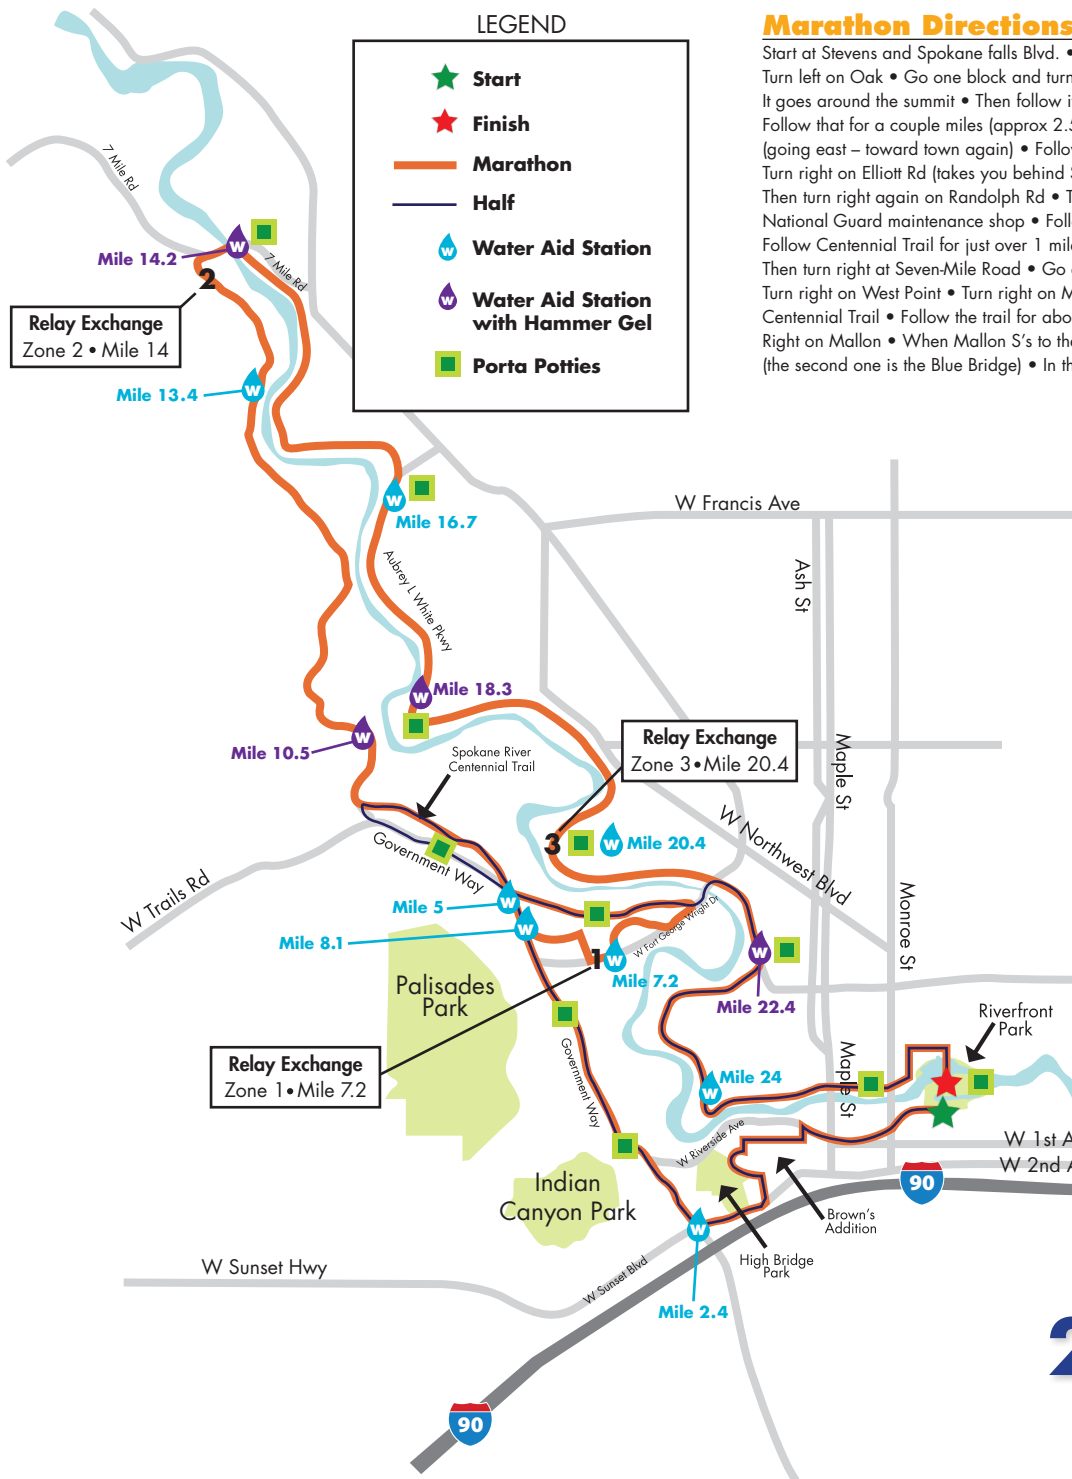 LEGEND
Start
Finish
Marathon
Half
Water Aid Station
Water Aid Station
with Hammer Gel
Porta Potties
Marathon Directions
Start at Stevens and Spokane falls Blvd. •
Turn left on Oak • Go one block and turn
It goes around the summit • Then follow i
Follow that for a couple miles (approx 2.5
(going east – toward town again) • Follow
Turn right on Elliott Rd (takes you behind
Then turn right again on Randolph Rd •
National Guard maintenance shop •
Follow Centennial Trail for just over 1 mile
Then turn right at Seven-Mile Road • Go
Turn right on West Point • Turn right on M
Centennial Trail • Follow the trail for abo
Right on Mallon • When Mallon S's to the
(the second one is the Blue Bridge) • In th
7 Mile Rd
W
Mile 14.2
7 Mile Rd
2
Relay Exchange
Zone 2 • Mile 14
W
Mile 13.4
W
Mile 16.7
W Francis Ave
Ash St
Aubrey L White Pkwy
W
Mile 18.3
W
Mile 10.5
Spokane River
Centennial Trail
Relay Exchange
Zone 3 • Mile 20.4
Maple St
3
W
Mile 20.4
W Northwest Blvd
Government Way
W Trails Rd
Monroe St
W
Mile 5
W
Mile 8.1
W Fort George Wright Dr
1
W
Mile 7.2
W
Mile 22.4
Palisades
Park
Riverfront
Park
Relay Exchange
Zone 1 • Mile 7.2
Government Way
Maple St
W
Mile 24
W Riverside Ave
W 1st A
W 2nd A
90
Indian
Canyon Park
Brown's
Addition
High Bridge
Park
W
W Sunset Hwy
W Sunset Blvd
Mile 2.4
2
90